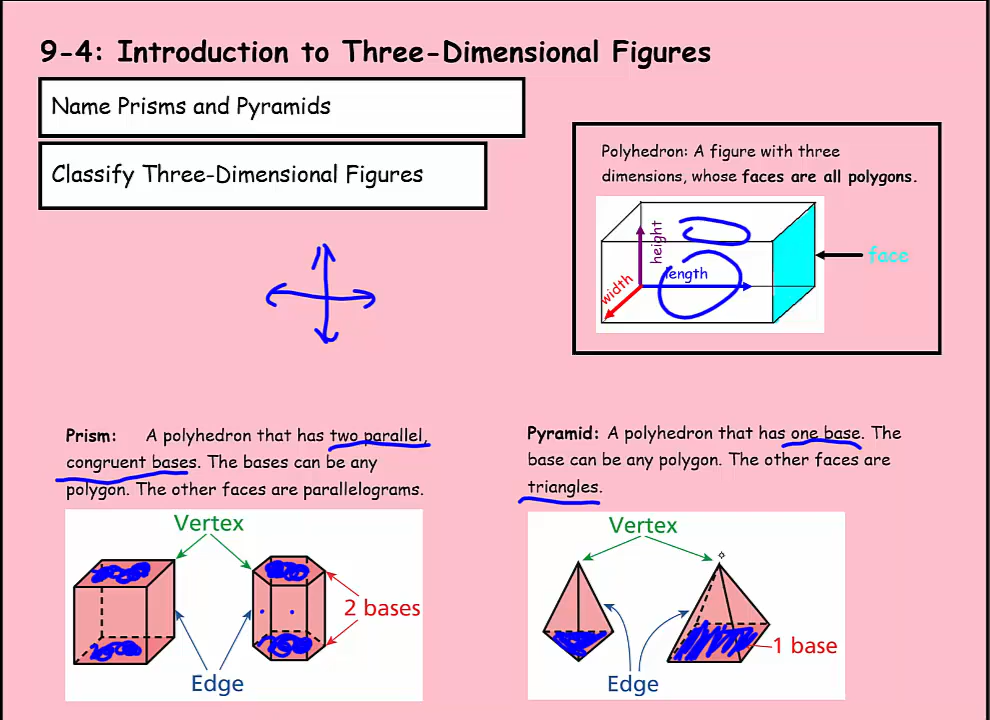 9-4: Introduction to Three-Dimensional Figures
Name Prisms and Pyramids
Classify Three-Dimensional Figures
Polyhedron: A figure with three
dimensions, whose faces are all polygons.
height
length
width
face
Prism: A polyhedron that has two parallel,
congruent bases. The bases can be any
polygon. The other faces are parallelograms.
Vertex
2 bases
Edge
Pyramid: A polyhedron that has one base. The
base can be any polygon. The other faces are
triangles.
Vertex
1 base
Edge